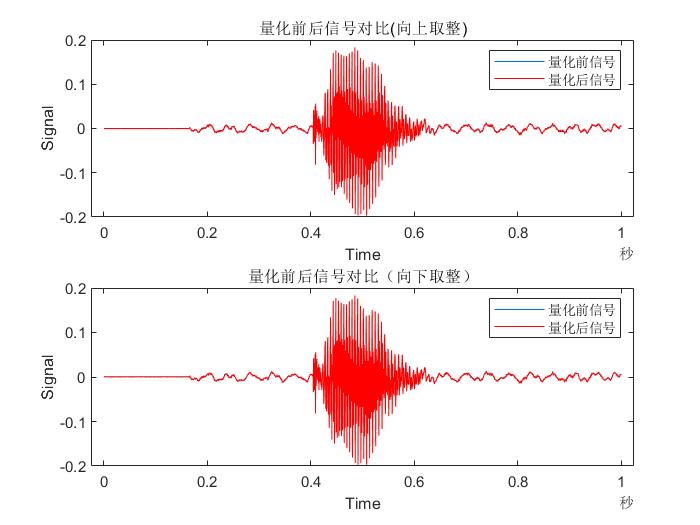 量化前后信号对比(向上取整)
0.2
0.1
0
-0.1
-0.2
Signal
量化前信号
量化后信号
0 0.2 0.4 0.6 0.8 1
Time
秒
量化前后信号对比（向下取整）
0.2
0.1
0
-0.1
-0.2
Signal
量化前信号
量化后信号
0 0.2 0.4 0.6 0.8 1
Time
秒